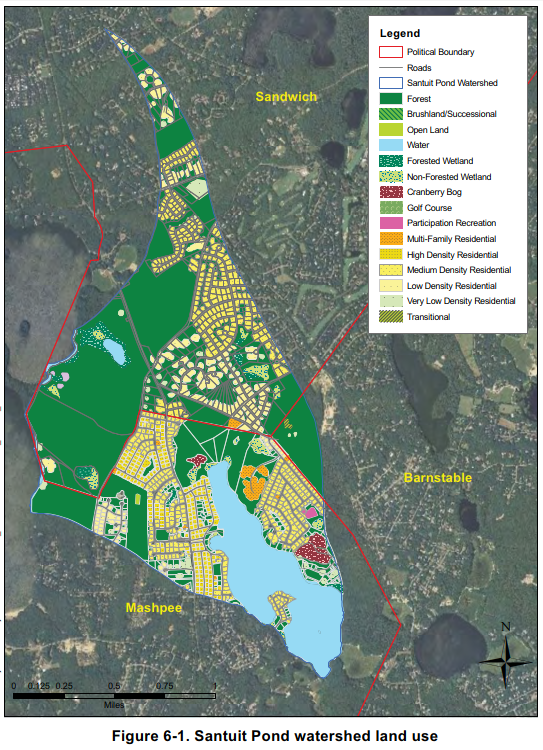 Legend
Political Boundary
Roads
Santuit Pond Watershed
Forest
Brushland/Successional
Open Land
Water
Forested Wetland
Non-Forested Wetland
Cranberry Bog
Golf Course
Participation Recreation
Multi-Family Residential
High Density Residential
Medium Density Residential
Low Density Residential
Very Low Density Residential
Transitional
Sandwich
Barnstable
Mashpee
N
0 0.125 0.25 0.5 0.75 1
Miles
Figure 6-1. Santuit Pond watershed land use